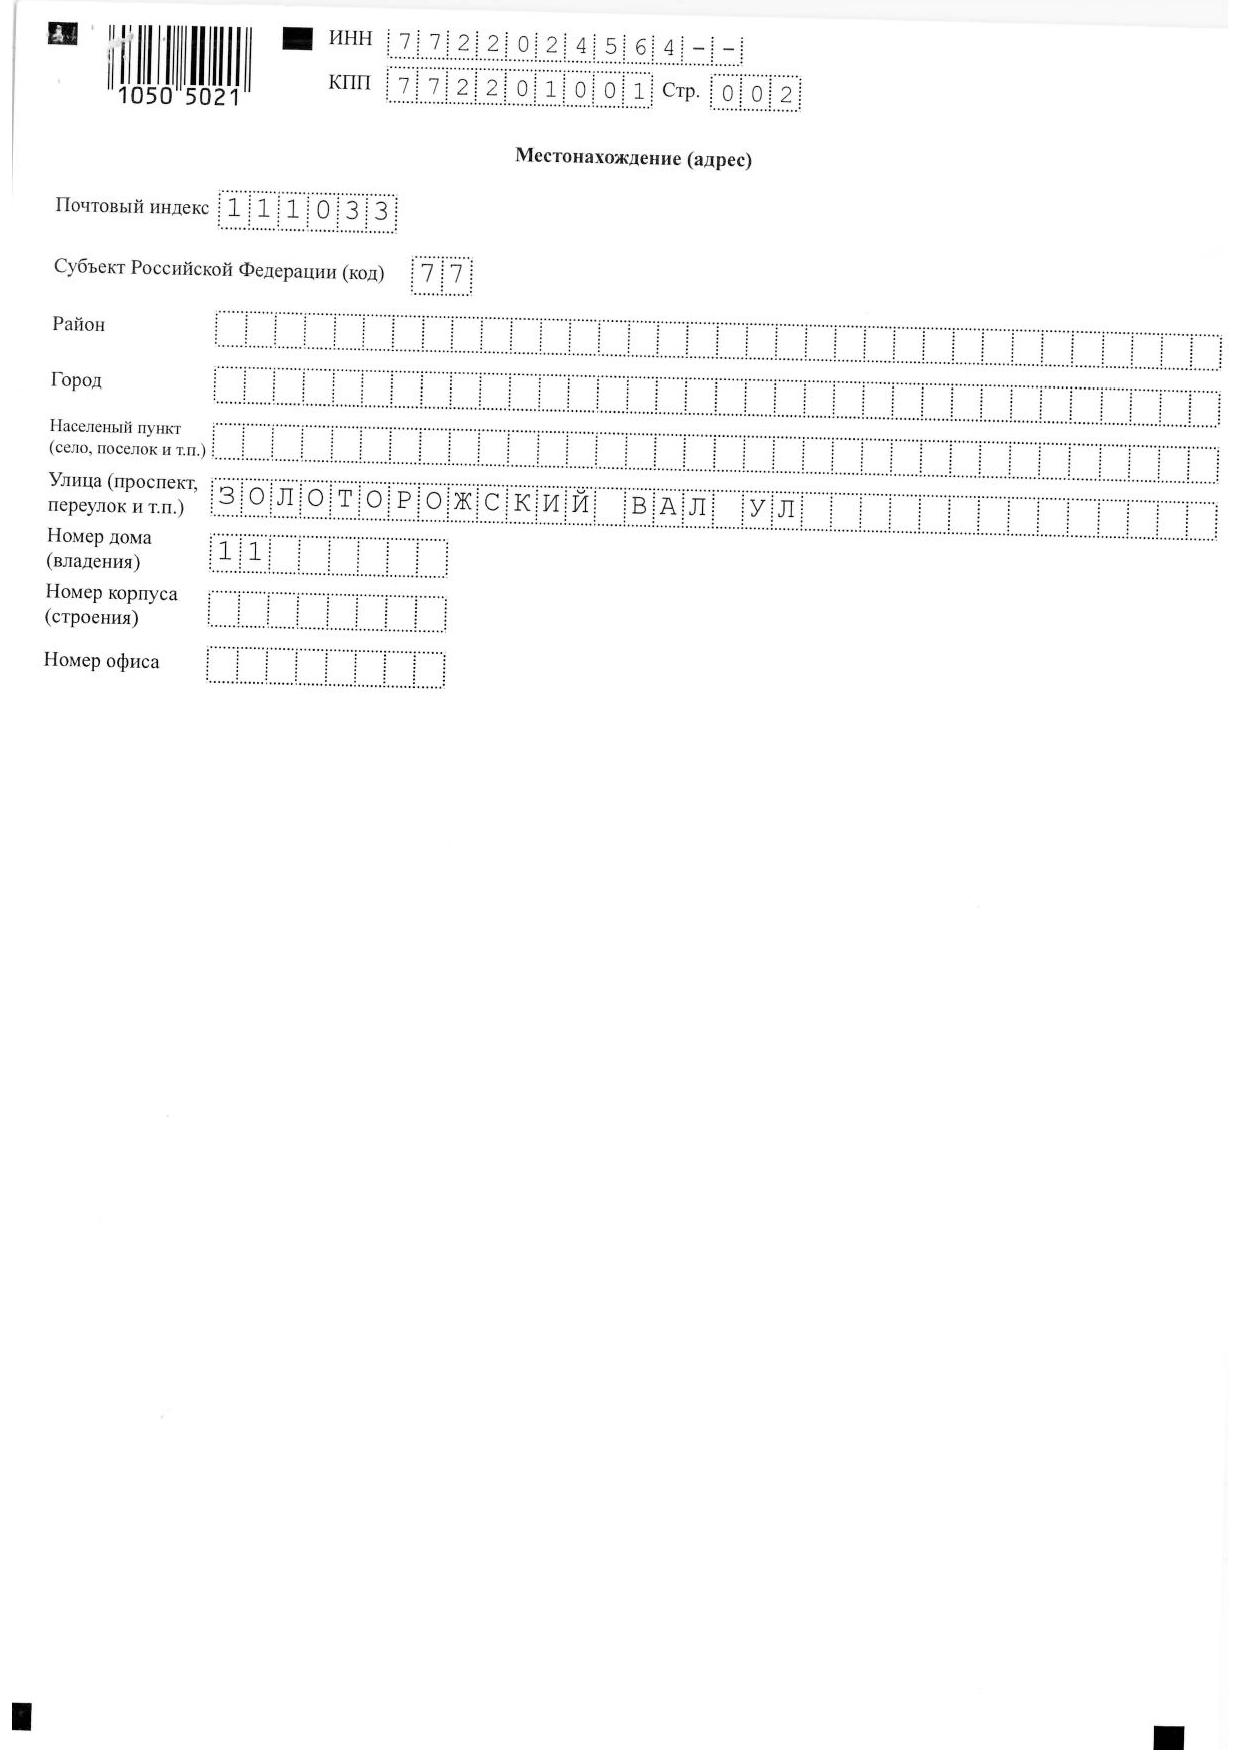 ИНН 7722024564--
1050 5021
КПП 772201001 Стр. 002
Местонахождение (адрес)
Почтовый индекс 111033
Субъект Российской Федерации (код) 77
Район
Город
Населеный пункт
(село, поселок и т.п.)
Улица (проспект,
переулок и т.п.) ЗОЛОТОРОЖСКИЙ ВАЛ УЛ
Номер дома
(владения) 11
Номер корпуса
(строения)
Номер офиса